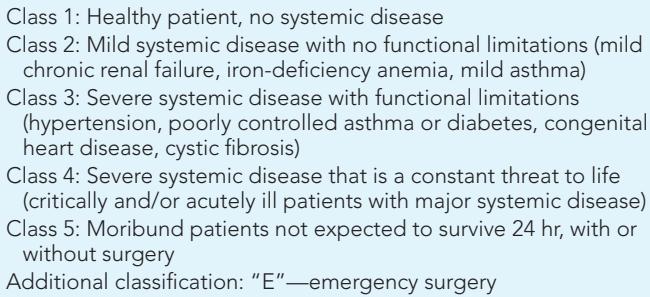 Class 1: Healthy patient, no systemic disease
Class 2: Mild systemic disease with no functional limitations (mild
chronic renal failure, iron-deficiency anemia, mild asthma)
Class 3: Severe systemic disease with functional limitations
(hypertension, poorly controlled asthma or diabetes, congenital
heart disease, cystic fibrosis)
Class 4: Severe systemic disease that is a constant threat to life
(critically and/or acutely ill patients with major systemic disease)
Class 5: Moribund patients not expected to survive 24 hr, with or
without surgery
Additional classification: “E”—emergency surgery